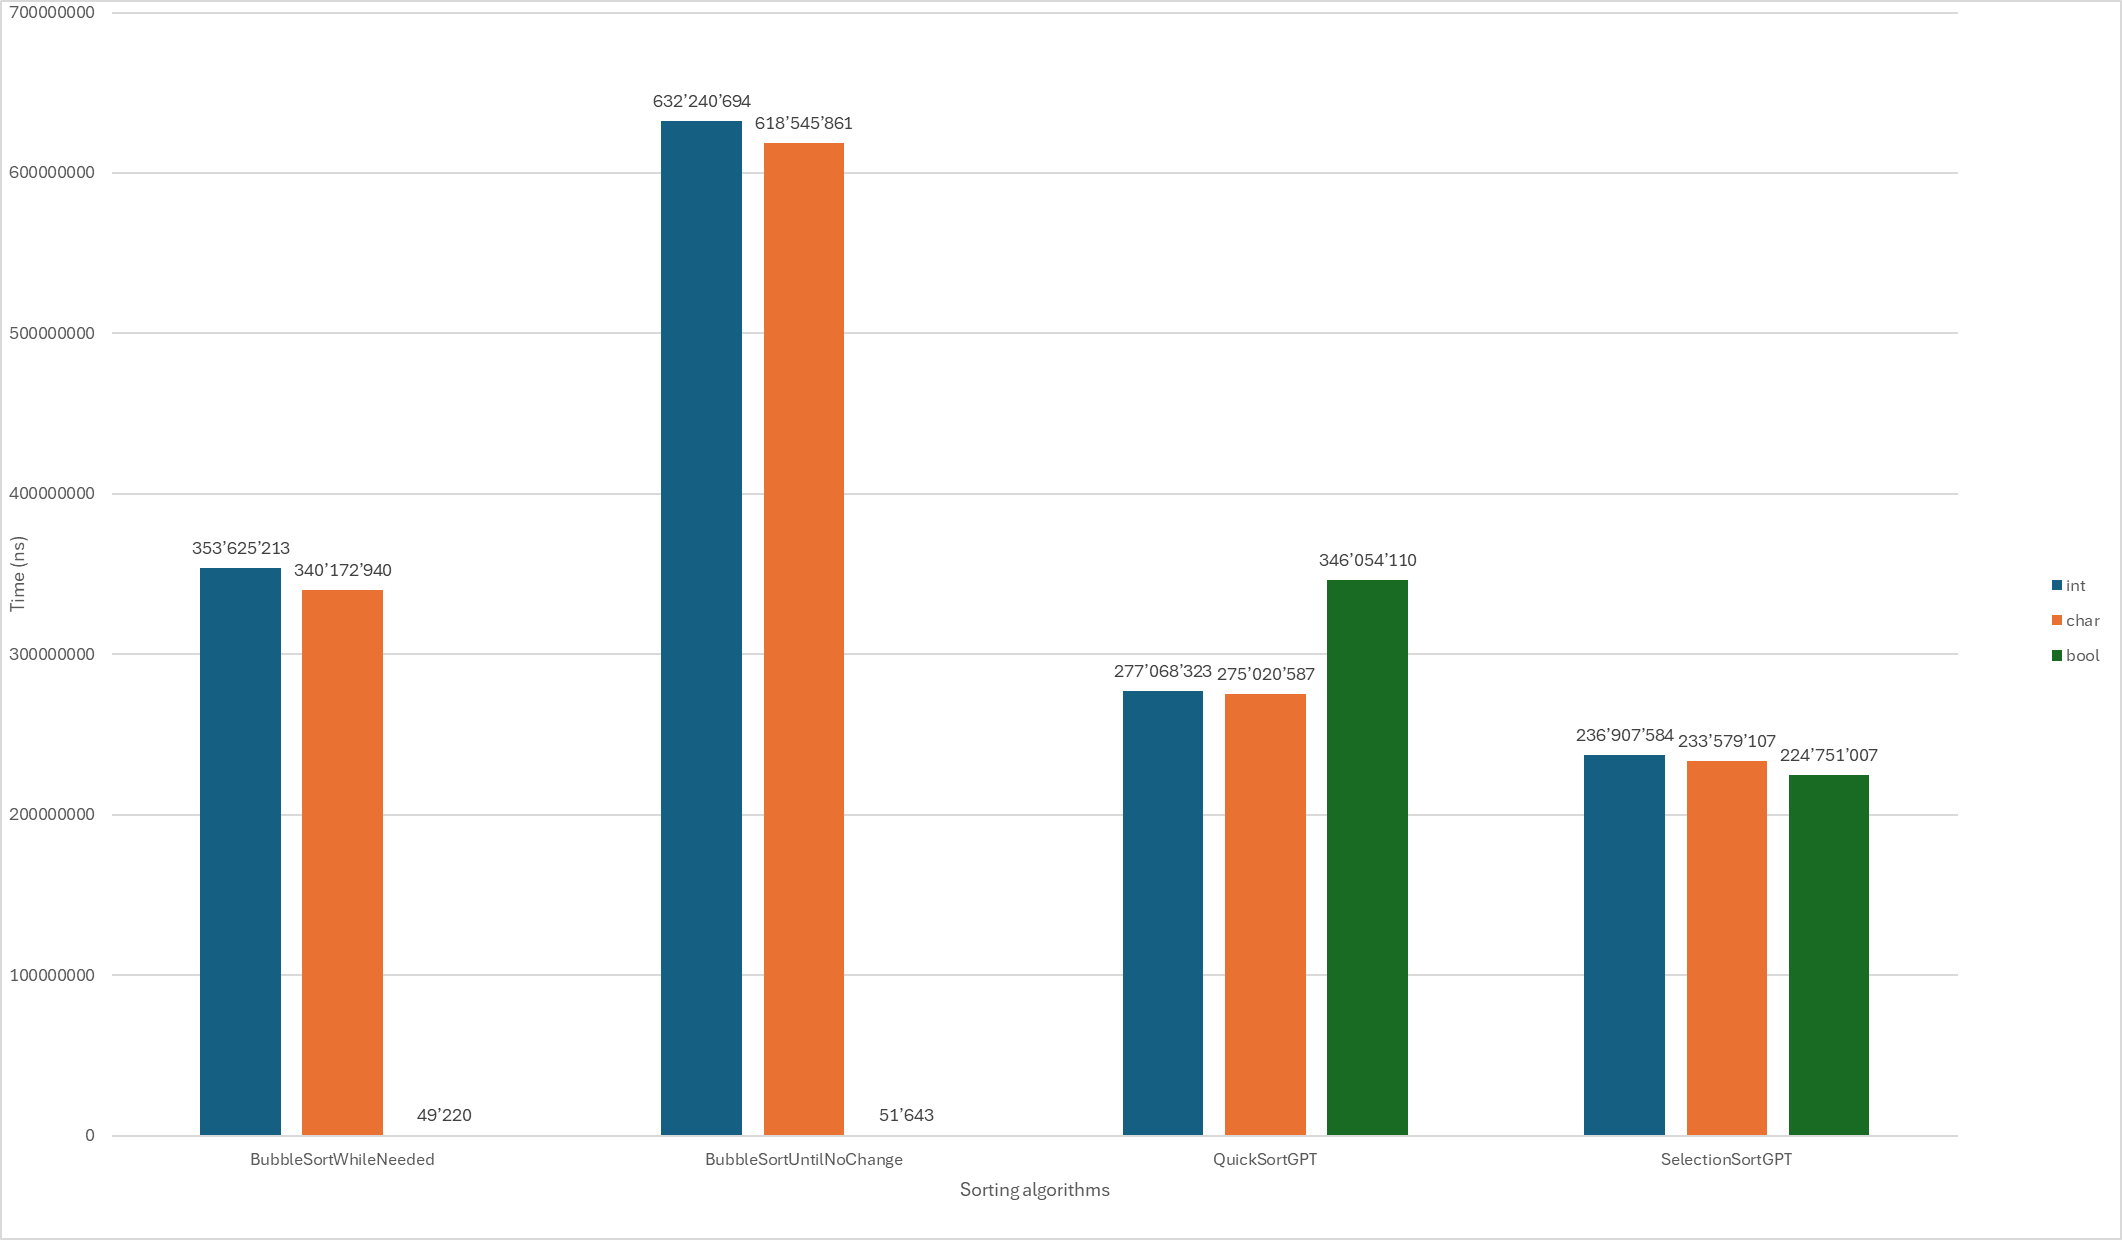 700000000
600000000
500000000
400000000
300000000
200000000
100000000
0
Time (ns)
353’625’213
340’172’940
49’220
632’240’694
618’545’861
51’643
277’068’323
275’020’587
346’054’110
236’907’584
233’579’107
224’751’007
BubbleSortWhileNeeded
BubbleSortUntilNoChange
QuickSortGPT
SelectionSortGPT
Sorting algorithms
int
char
bool